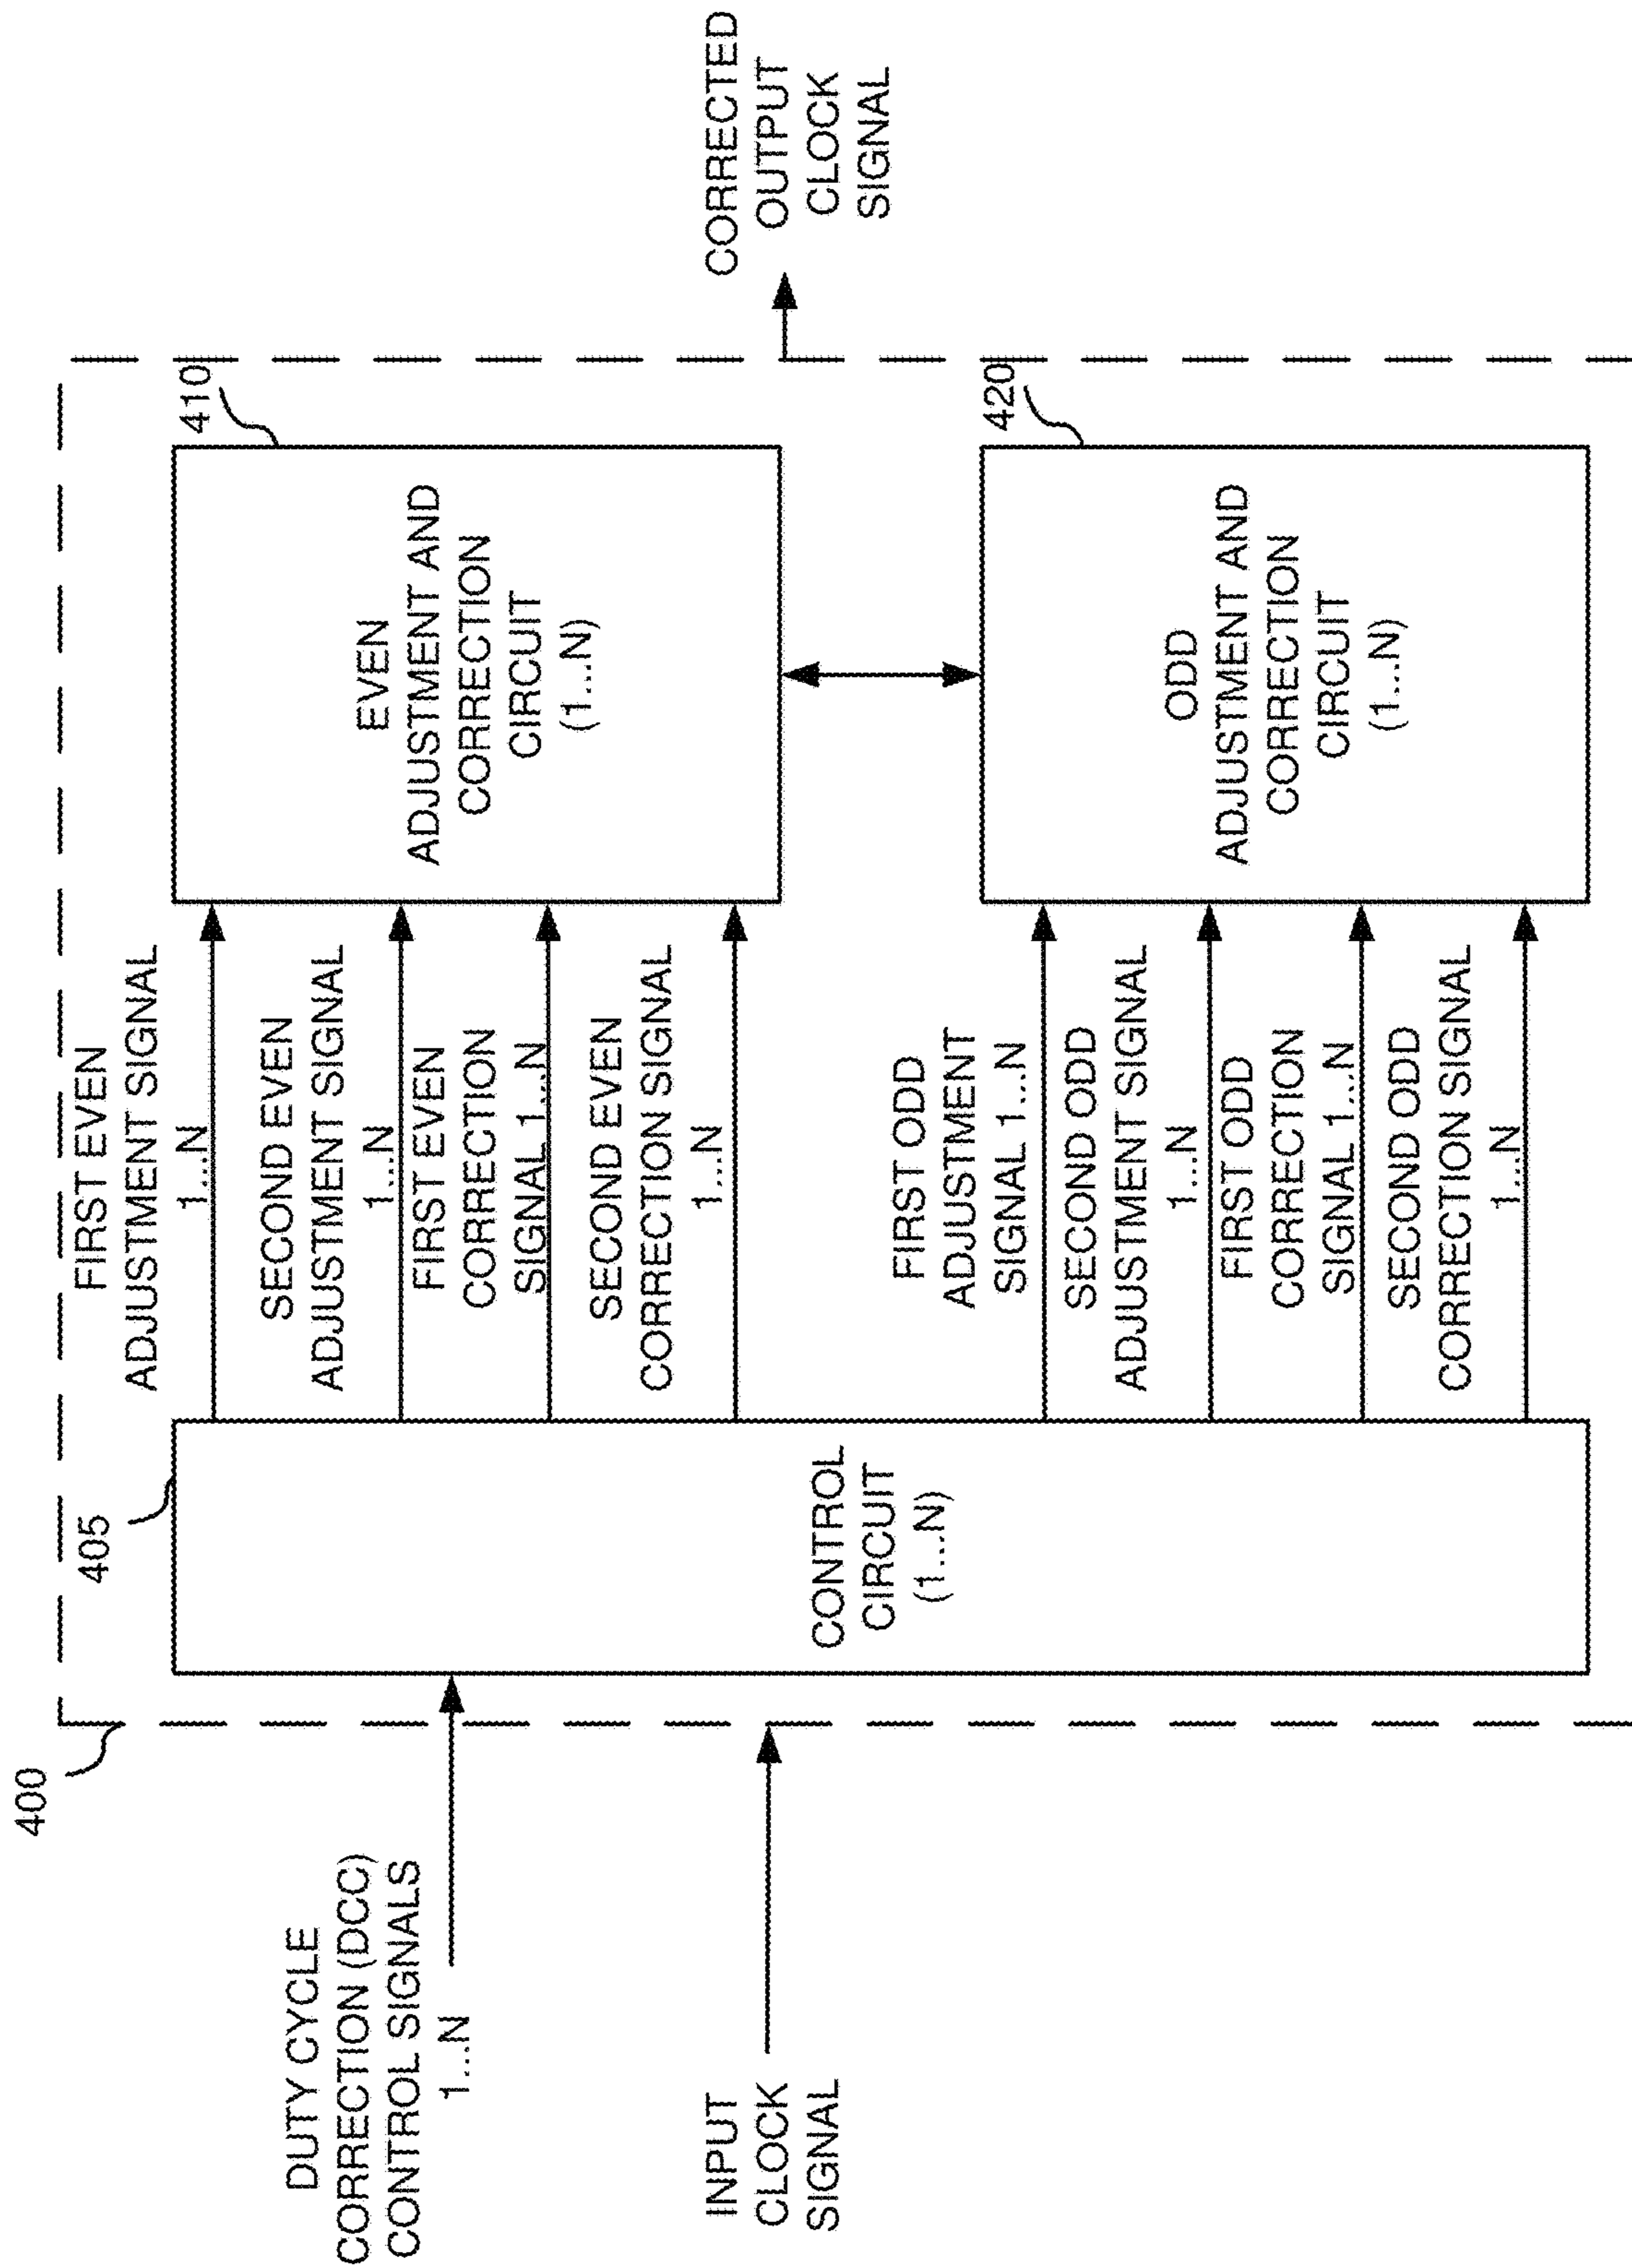 400
DUTY CYCLE
CORRECTION (DCC)
CONTROL SIGNALS
1...N
INPUT
CLOCK
SIGNAL
405
CONTROL
CIRCUIT
(1...N)
FIRST EVEN
ADJUSTMENT SIGNAL
1...N
SECOND EVEN
ADJUSTMENT SIGNAL
1...N
FIRST EVEN
CORRECTION
SIGNAL 1...N
SECOND EVEN
CORRECTION SIGNAL
1...N
FIRST ODD
ADJUSTMENT
SIGNAL 1...N
SECOND ODD
ADJUSTMENT SIGNAL
1...N
FIRST ODD
CORRECTION
SIGNAL 1...N
SECOND ODD
CORRECTION SIGNAL
1...N
410
EVEN
ADJUSTMENT AND
CORRECTION
CIRCUIT
(1...N)
420
ODD
ADJUSTMENT AND
CORRECTION
CIRCUIT
(1...N)
CORRECTED
OUTPUT
CLOCK
SIGNAL